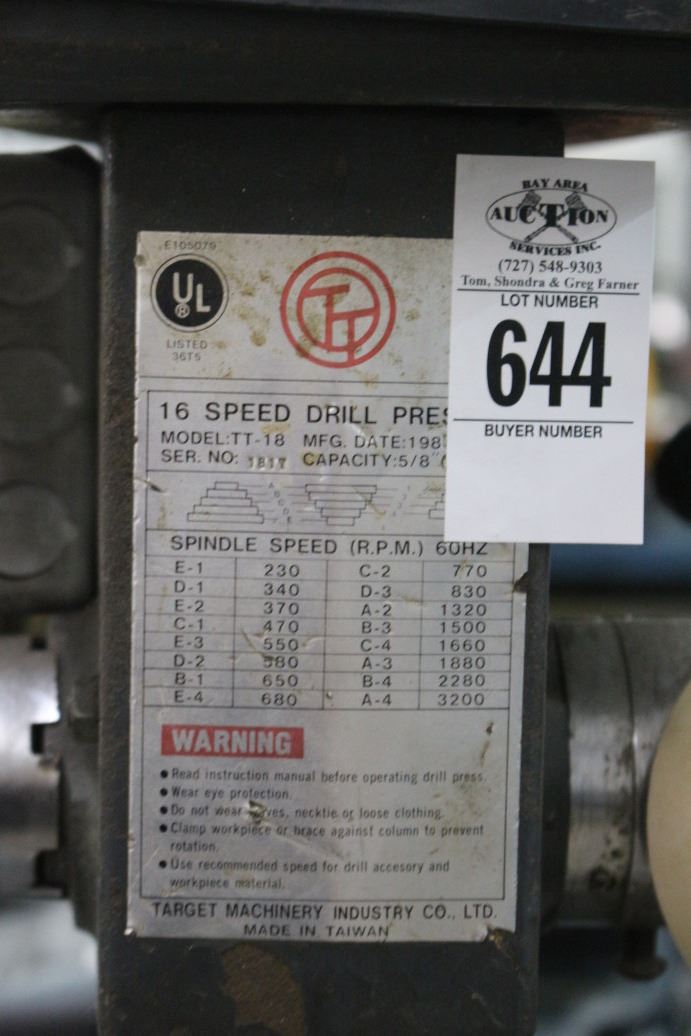 E105079
UL
®
LISTED
36T5
TT
16 SPEED DRILL
MODEL:TT-18 MFG. DATE:198
SER. NO: 1817 CAPACITY:5/8"
SPINDLE SPEED (R.P.M.) 60HZ
E-1 230 C-2 770
D-1 340 D-3 830
E-2 370 A-2 1320
C-1 470 B-3 1500
E-3 550 C-4 1660
D-2 580 A-3 1880
B-1 650 B-4 2280
E-4 680 A-4 3200
WARNING
● Read instruction manual before operating drill press.
● Wear eye protection.
● Do not wear necktie or loose clothing.
● Clamp workpiece or brace against column to prevent
rotation.
● Use recommended speed for drill accesory and
workpiece material.
TARGET MACHINERY INDUSTRY CO., LTD.
MADE IN TAIWAN
BAY AREA
AUCTION
SERVICES INC.
(727) 548-9303
Tom, Shondra & Greg Farner
LOT NUMBER
644
BUYER NUMBER